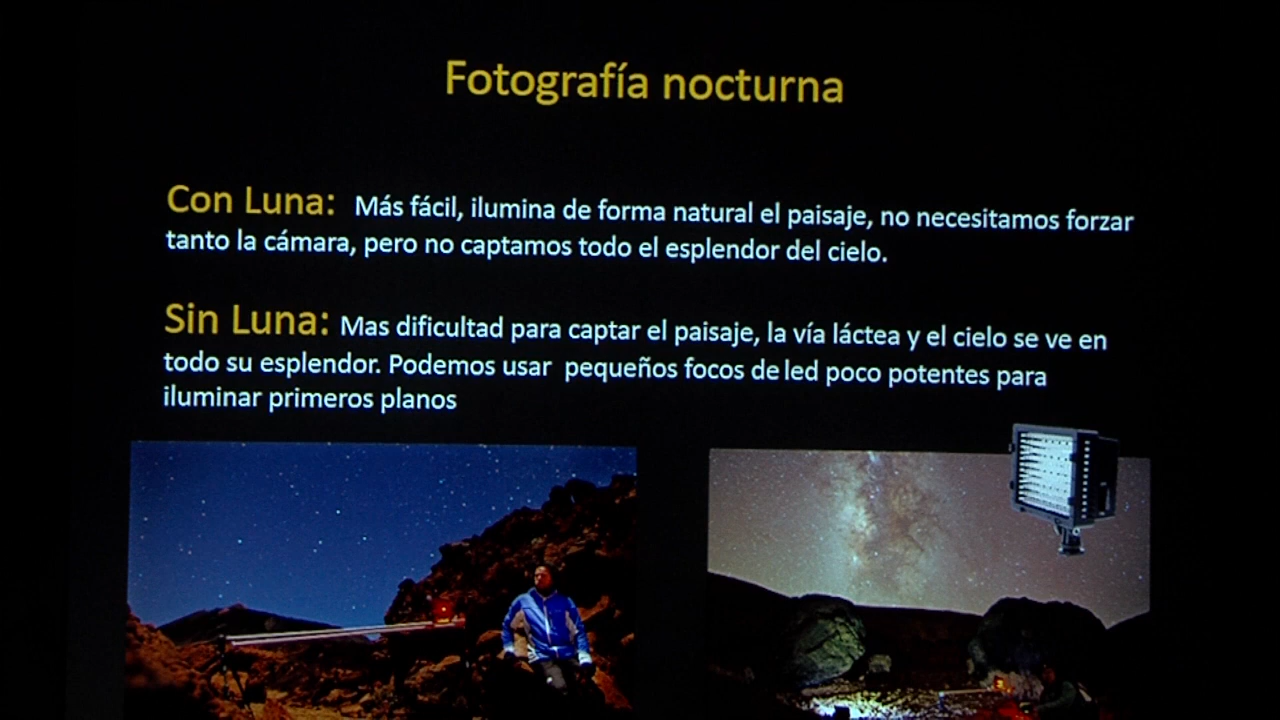 Fotografía nocturna
Con Luna: Más fácil, ilumina de forma natural el paisaje, no necesitamos forzar
tanto la cámara, pero no captamos todo el esplendor del cielo.
Sin Luna: Mas dificultad para captar el paisaje, la vía láctea y el cielo se ve en
todo su esplendor. Podemos usar pequeños focos de led poco potentes para
iluminar primeros planos